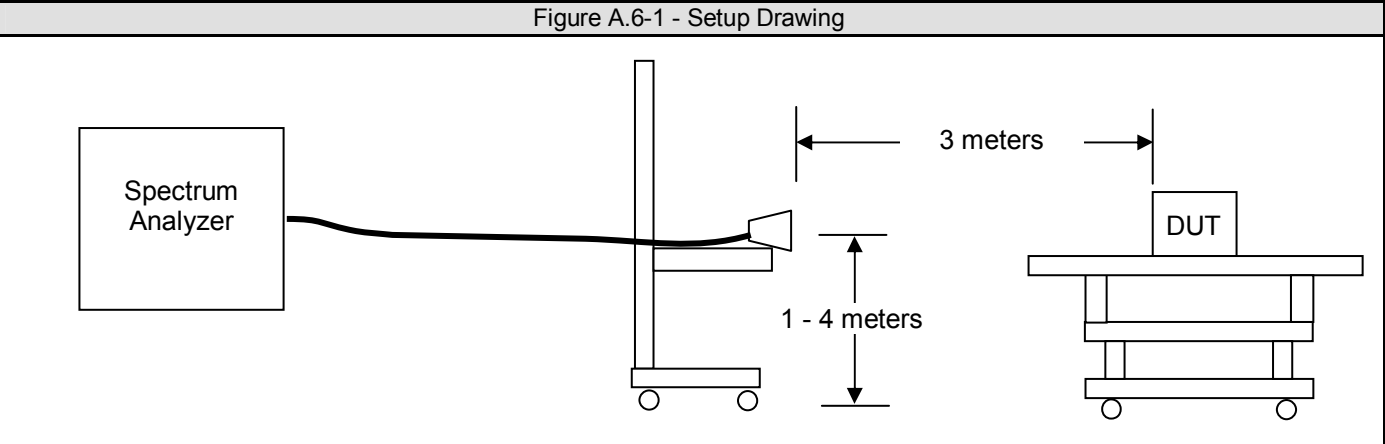 Figure A.6-1 - Setup Drawing
3 meters
Spectrum
Analyzer
DUT
1 - 4 meters